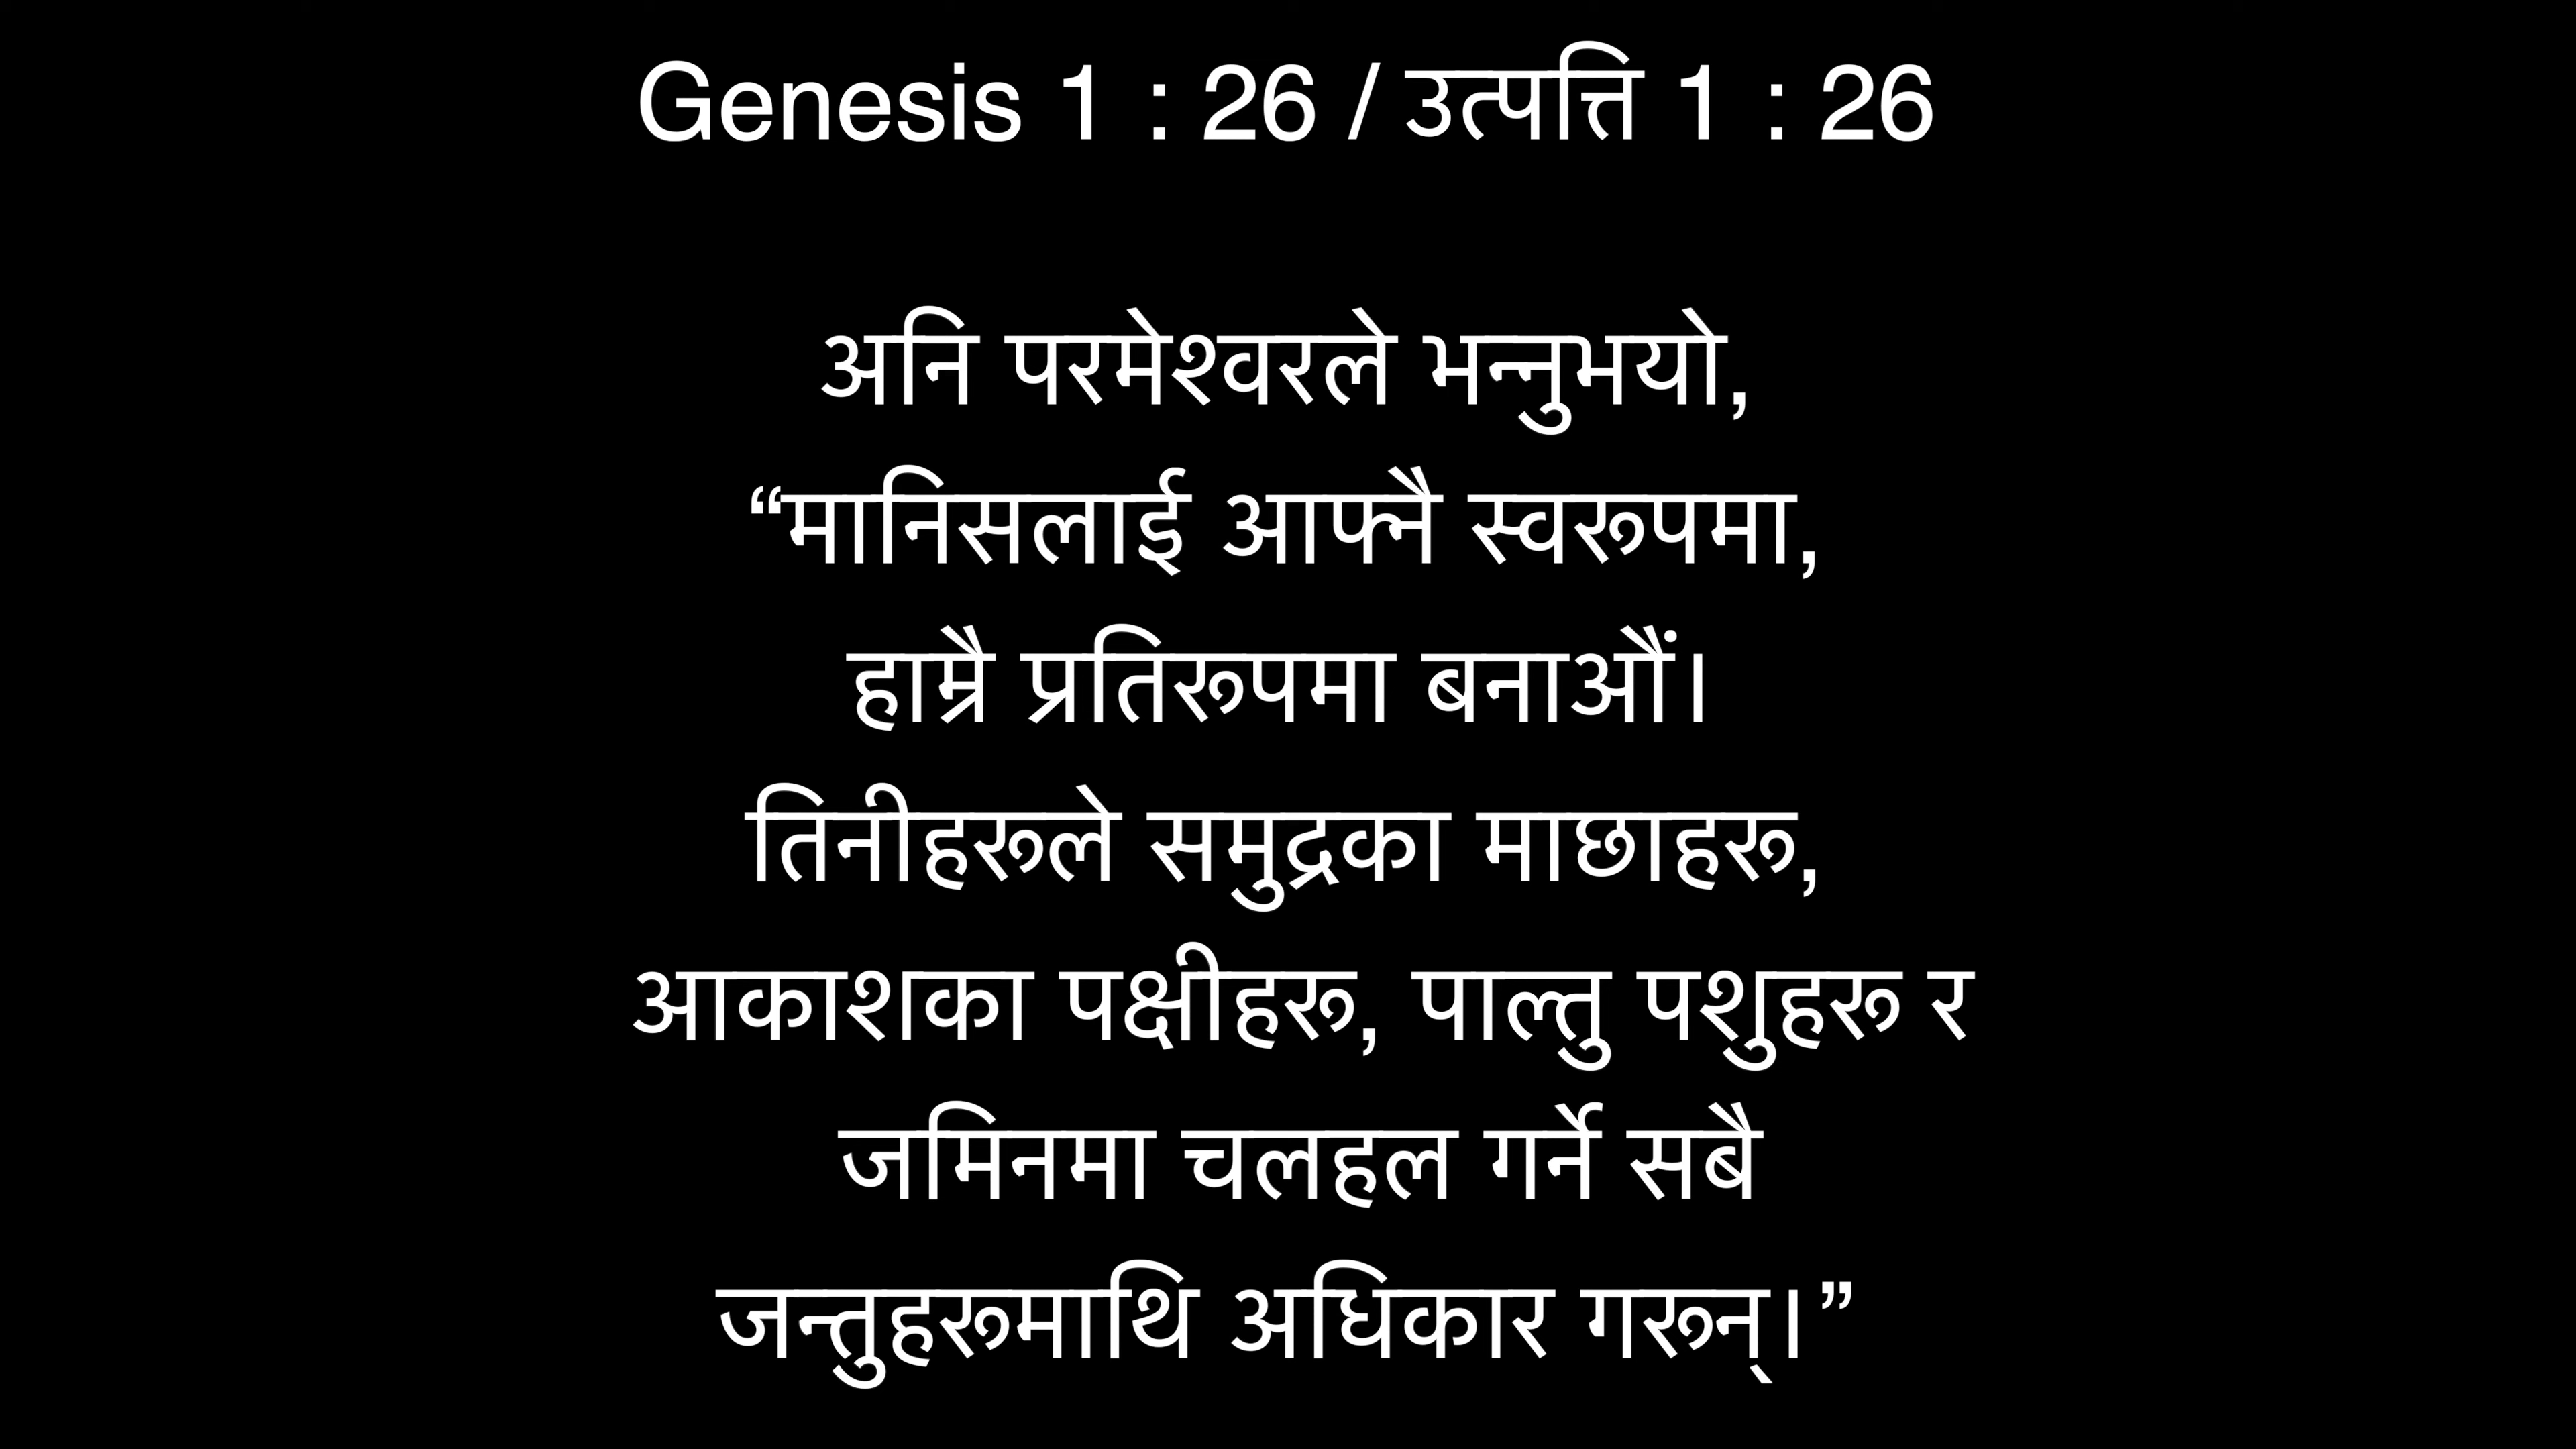 Genesis 1 : 26 / उत्पत्ति 1 : 26
अनि परमेश्वरले भन्नुभयो,
“मानिसलाई आफ्नै स्वरूपमा,
हाम्रै प्रतिरूपमा बनाऔं।
तिनीहरूले समुद्रका माछाहरू,
आकाशका पक्षीहरू, पाल्तु पशुहरू र
जमिनमा चलहल गर्ने सबै
जन्तुहरूमाथि अधिकार गरून्।”